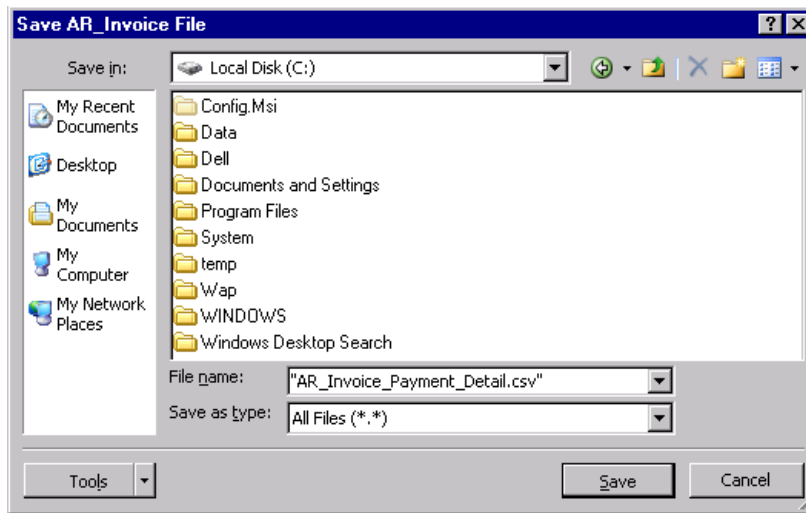 Save AR_Invoice File
Save in:
Local Disk (C:)
My Recent
Documents
Desktop
My
Documents
My
Computer
My Network
Places
Config.Msi
Data
Dell
Documents and Settings
Program Files
System
temp
Wap
WINDOWS
Windows Desktop Search
File name:
"AR_Invoice_Payment_Detail.csv"
Save as type:
All Files (*.*)
Tools
Save
Cancel